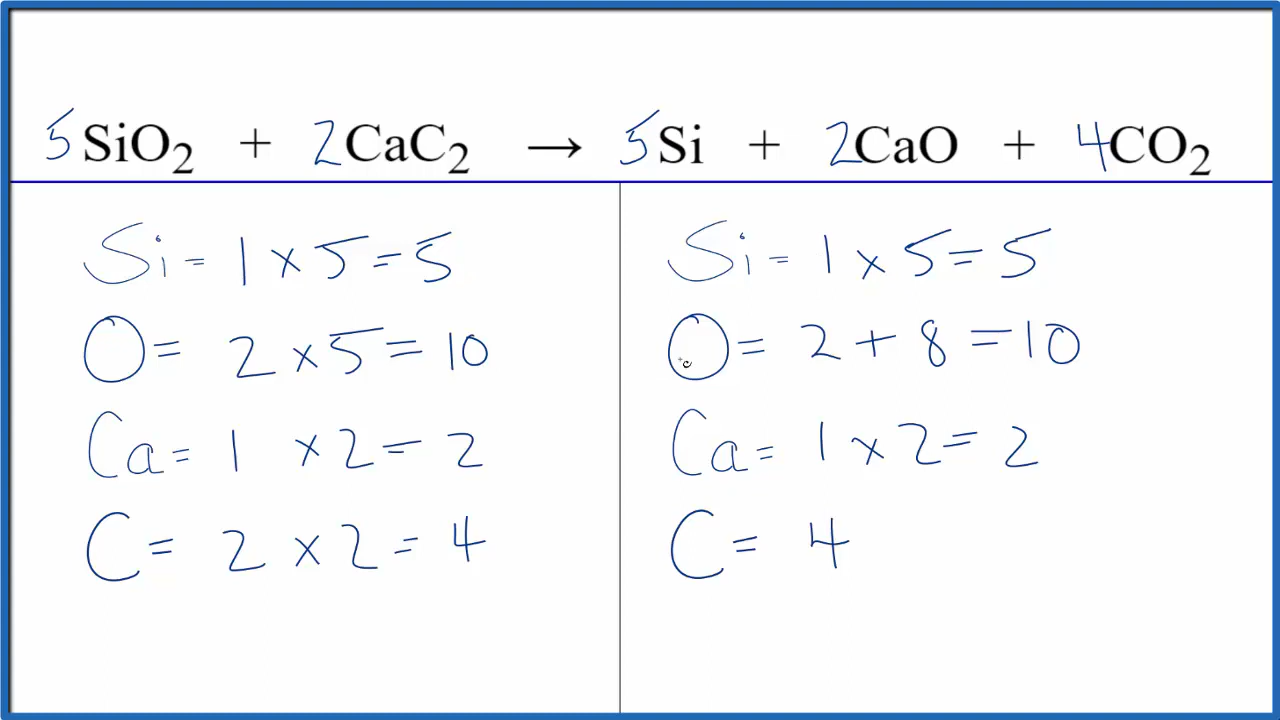 5SiO₂ + 2CaC₂ → 5Si + 2CaO + 4CO₂
Si = 1 x 5 = 5
O = 2 x 5 = 10
Ca = 1 x 2 = 2
C = 2 x 2 = 4
Si = 1 x 5 = 5
O = 2 + 8 = 10
Ca = 1 x 2 = 2
C = 4